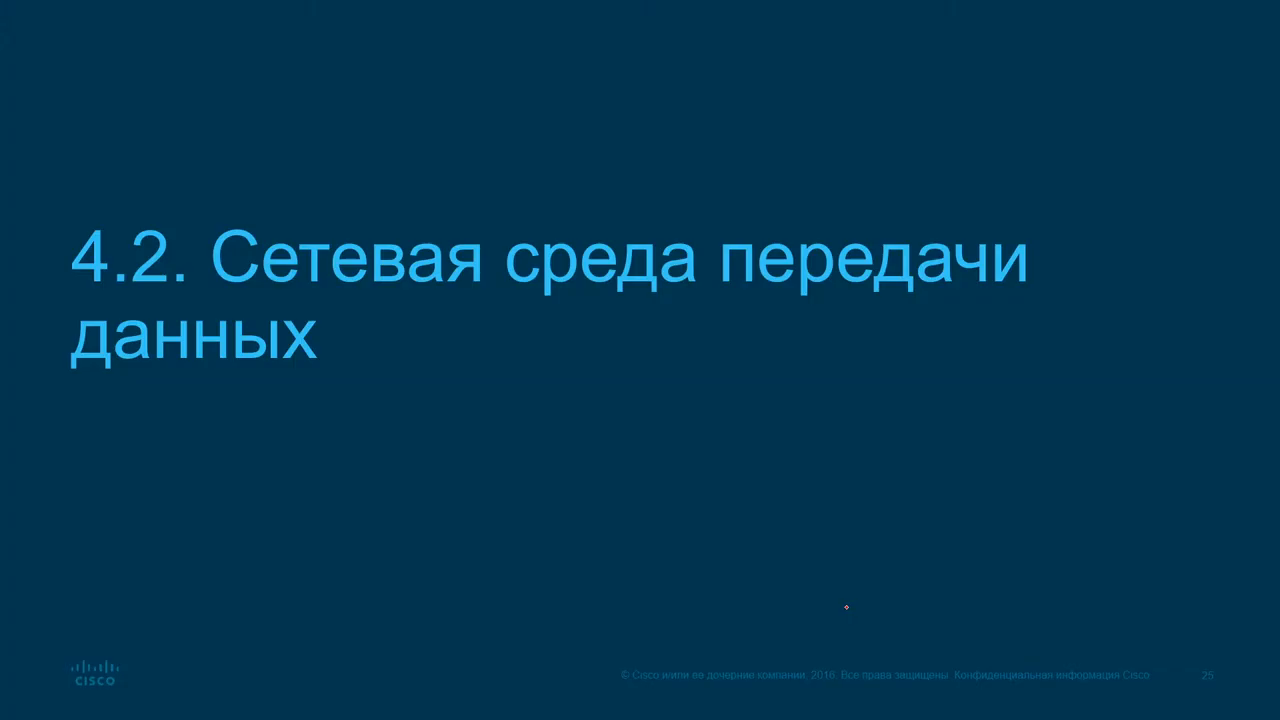 4.2. Сетевая среда передачи
данных
CISCO
© Cisco и/или ее дочерние компании, 2016. Все права защищены. Конфиденциальная информация Cisco
25